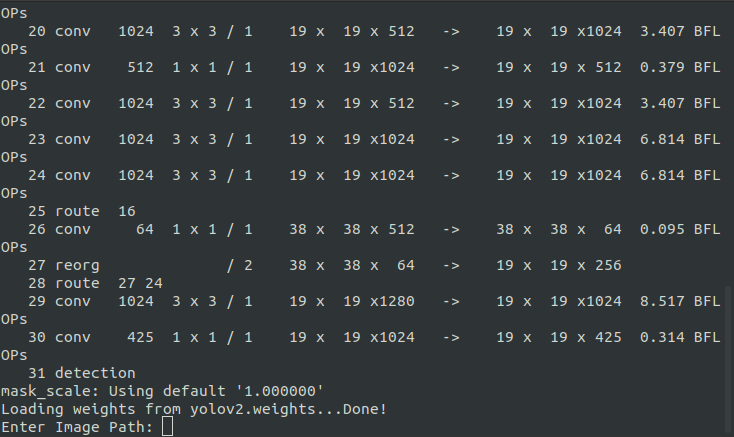 OPs
   20 conv   1024  3 x 3 / 1    19 x  19 x 512   ->    19 x  19 x1024  3.407 BFL
OPs
   21 conv    512  1 x 1 / 1    19 x  19 x1024   ->    19 x  19 x 512  0.379 BFL
OPs
   22 conv   1024  3 x 3 / 1    19 x  19 x 512   ->    19 x  19 x1024  3.407 BFL
OPs
   23 conv   1024  3 x 3 / 1    19 x  19 x1024   ->    19 x  19 x1024  6.814 BFL
OPs
   24 conv   1024  3 x 3 / 1    19 x  19 x1024   ->    19 x  19 x1024  6.814 BFL
OPs
   25 route  16
   26 conv     64  1 x 1 / 1    38 x  38 x 512   ->    38 x  38 x  64  0.095 BFL
OPs
   27 reorg              / 2    38 x  38 x  64   ->    19 x  19 x 256
   28 route  27 24
   29 conv   1024  3 x 3 / 1    19 x  19 x1280   ->    19 x  19 x1024  8.517 BFL
OPs
   30 conv    425  1 x 1 / 1    19 x  19 x1024   ->    19 x  19 x 425  0.314 BFL
OPs
   31 detection
mask_scale: Using default '1.000000'
Loading weights from yolov2.weights...Done!
Enter Image Path: